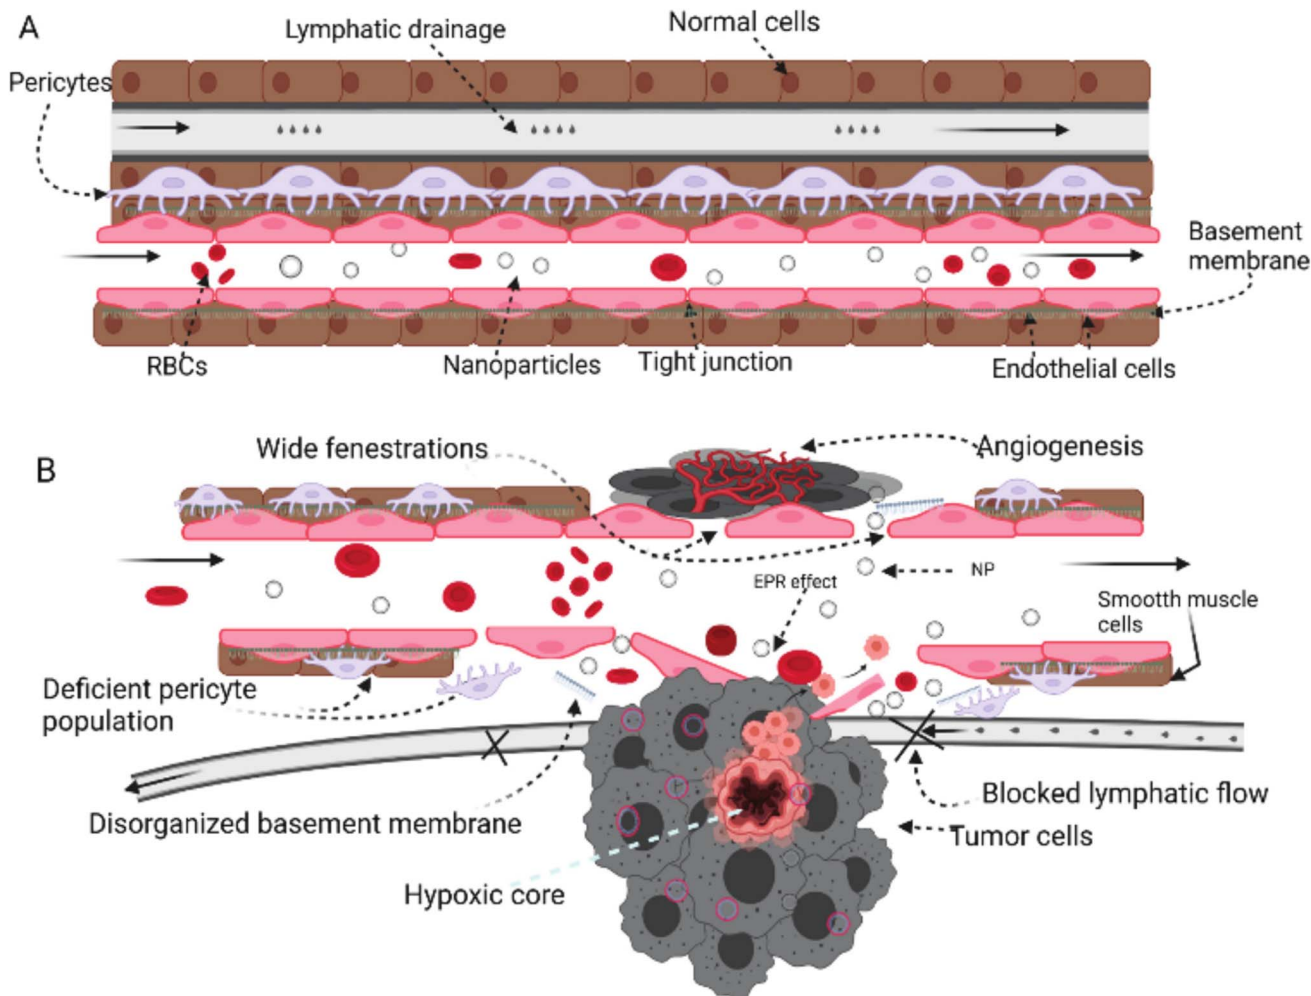 A
Lymphatic drainage
Normal cells
Pericytes
Basement
membrane
RBCs
Nanoparticles
Tight junction
Endothelial cells
B
Wide fenestrations
Angiogenesis
EPR effect
NP
Smootth muscle
cells
Deficient pericyte
population
Disorganized basement membrane
Blocked lymphatic flow
Tumor cells
Hypoxic core